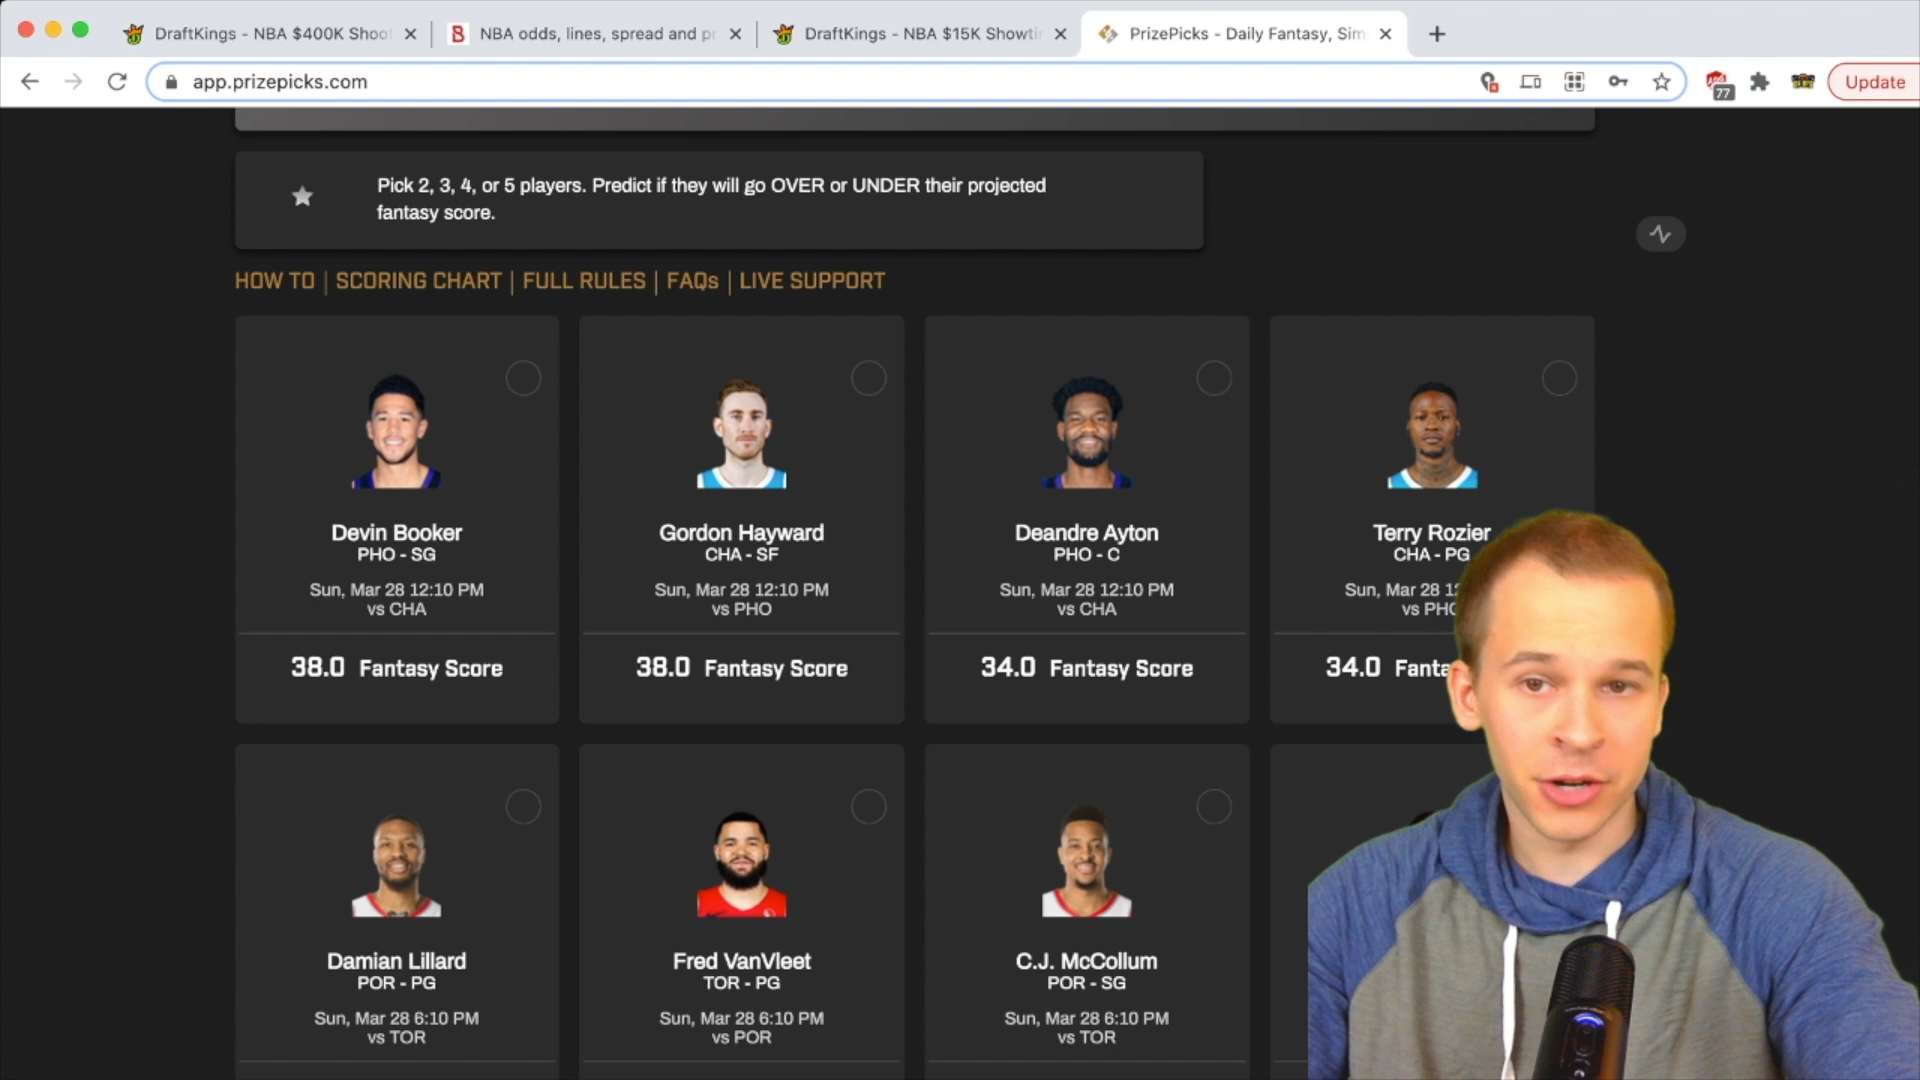 DraftKings - NBA $400K Shoot
NBA odds, lines, spread and pr
DraftKings - NBA $15K Showti
PrizePicks - Daily Fantasy, Sim
app.prizepicks.com
77
Update
Pick 2, 3, 4, or 5 players. Predict if they will go OVER or UNDER their projected
fantasy score.
HOW TO | SCORING CHART | FULL RULES | FAQs | LIVE SUPPORT
Devin Booker
PHO - SG
Sun, Mar 28 12:10 PM
vs CHA
38.0 Fantasy Score
Gordon Hayward
CHA - SF
Sun, Mar 28 12:10 PM
vs PHO
38.0 Fantasy Score
Deandre Ayton
PHO - C
Sun, Mar 28 12:10 PM
vs CHA
34.0 Fantasy Score
Terry Rozier
CHA - PG
Sun, Mar 28 12
vs PHO
34.0 Fanta
Damian Lillard
POR - PG
Sun, Mar 28 6:10 PM
vs TOR
Fred VanVleet
TOR - PG
Sun, Mar 28 6:10 PM
vs POR
C.J. McCollum
POR - SG
Sun, Mar 28 6:10 PM
vs TOR